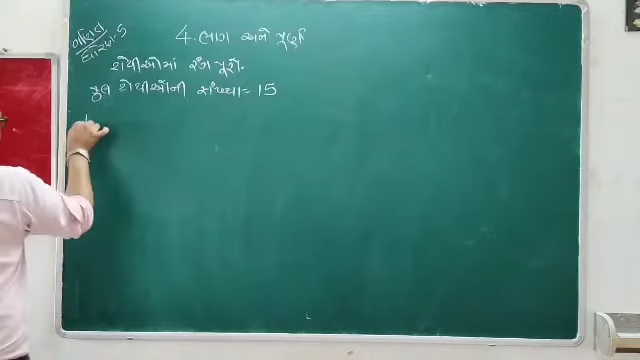 ગણિત
ધોરણ-5
4. ભાગ અને પૂર્ણ
ટોપીઓમાં રંગ પૂરો.
કુલ ટોપીઓની સંખ્યા = 15